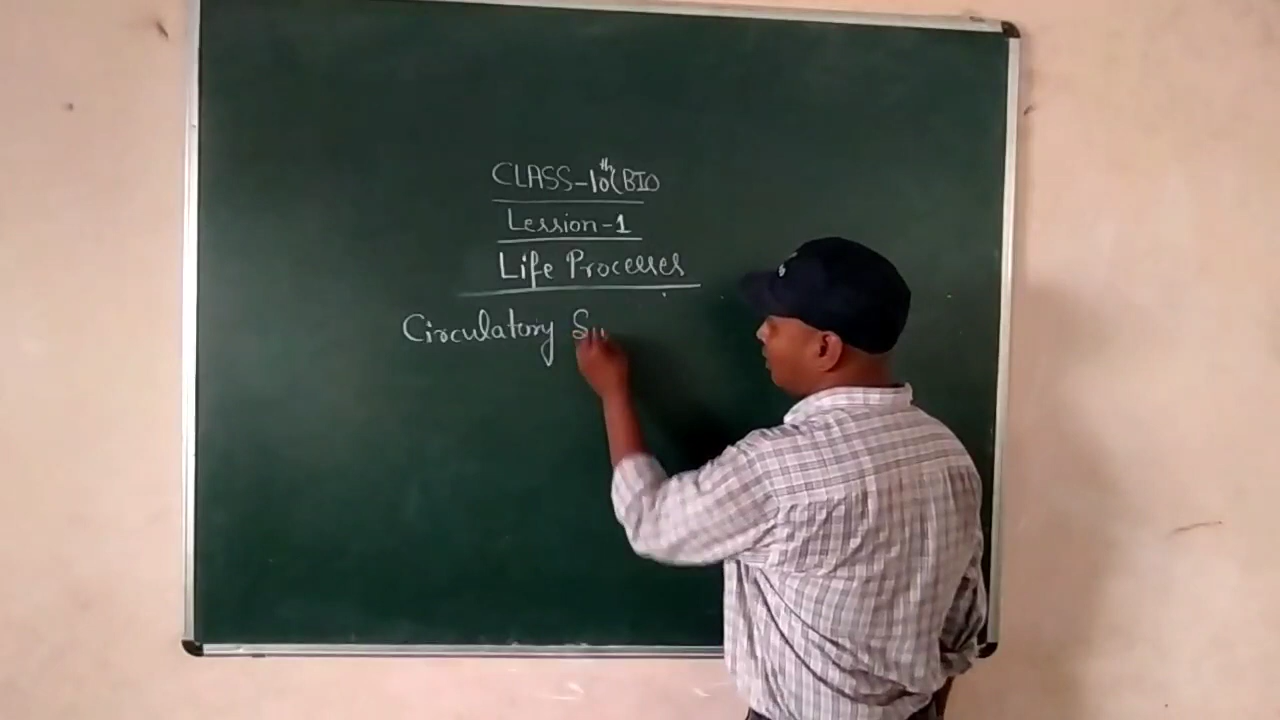 CLASS-10th(BIO
Lession-1
Life Processes
Circulatory